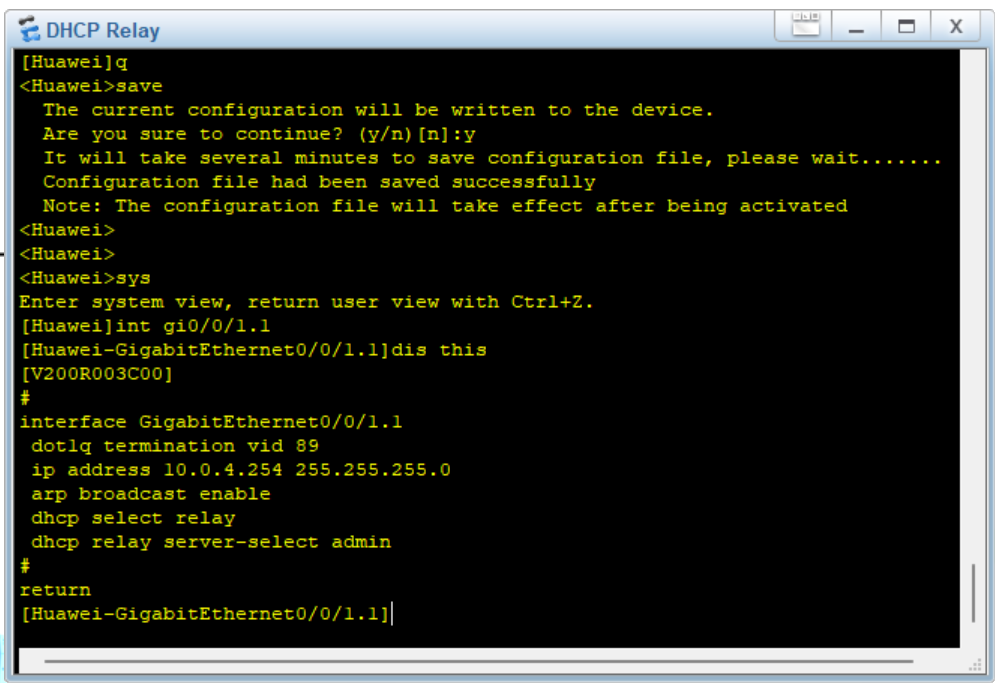 DHCP Relay
[Huawei]q
<Huawei>save
  The current configuration will be written to the device.
  Are you sure to continue? (y/n)[n]:y
  It will take several minutes to save configuration file, please wait.......
  Configuration file had been saved successfully
  Note: The configuration file will take effect after being activated
<Huawei>
<Huawei>
<Huawei>sys
Enter system view, return user view with Ctrl+Z.
[Huawei]int gi0/0/1.1
[Huawei-GigabitEthernet0/0/1.1]dis this
[V200R003C00]
#
interface GigabitEthernet0/0/1.1
 dot1q termination vid 89
 ip address 10.0.4.254 255.255.255.0
 arp broadcast enable
 dhcp select relay
 dhcp relay server-select admin
#
return
[Huawei-GigabitEthernet0/0/1.1]